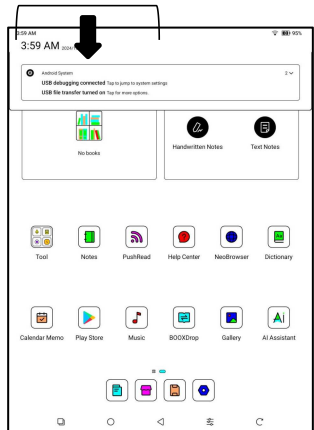 3:59 AM 95%
3:59 AM
Android System 2
USB debugging connected Tap to jump to system settings
USB file transfer turned on Tap for more options.
No books
Handwritten Notes Text Notes
Tool Notes PushRead Help Center NeoBrowser Dictionary
Calendar Memo Play Store Music BOOXDrop Gallery AI Assistant